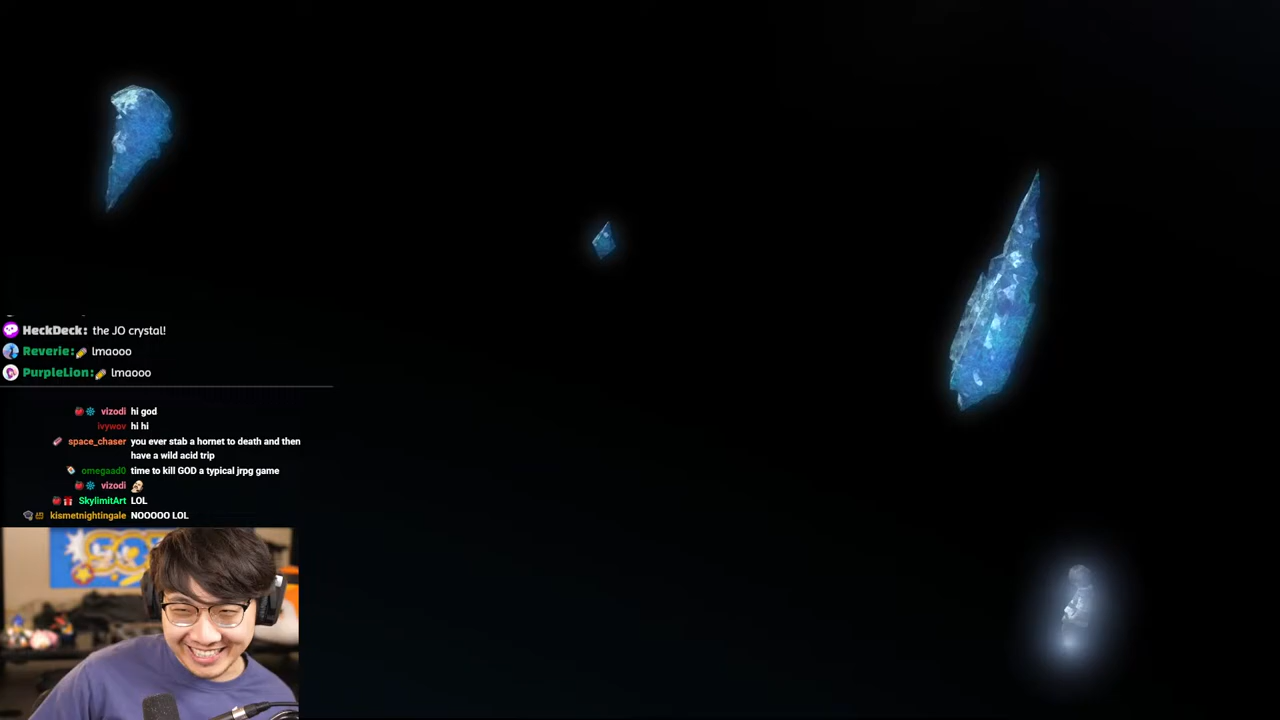 HeckDeck: the JO crystal!
Reverie: lmaooo
PurpleLion: lmaooo
vizodi hi god
ivywov hi hi
space_chaser you ever stab a hornet to death and then
have a wild acid trip
omegaad0 time to kill GOD a typical jrpg game
vizodi
SkylimitArt LOL
kismetnightingale NOOOOO LOL